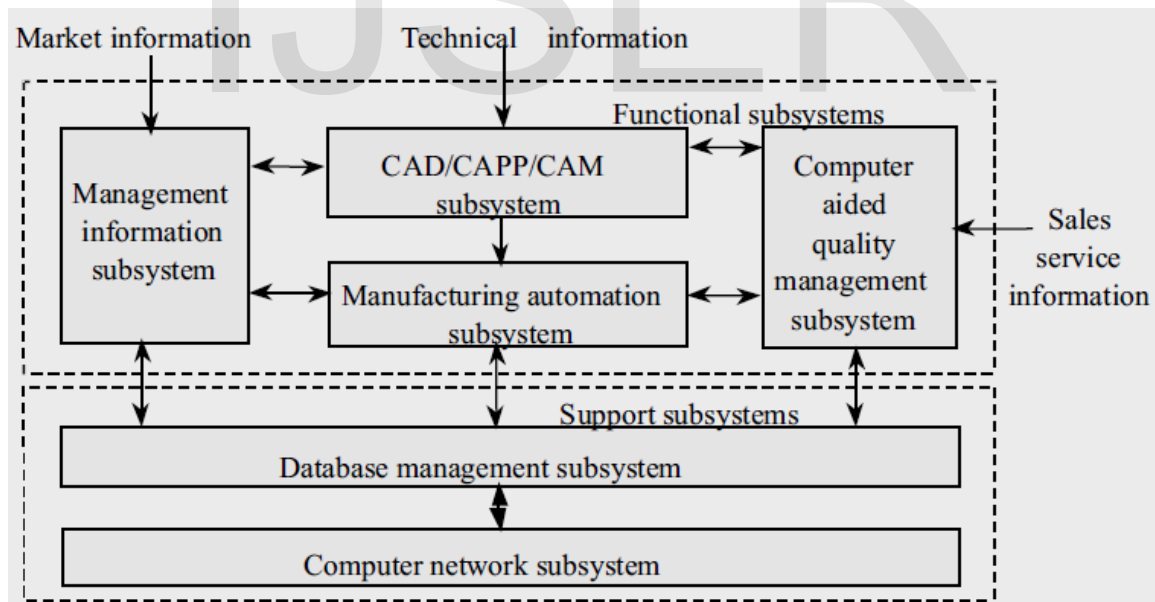 IJSER
Market information
Technical information
Functional subsystems
Management
information
subsystem
CAD/CAPP/CAM
subsystem
Computer
aided
quality
management
subsystem
Sales
service
information
Manufacturing automation
subsystem
Support subsystems
Database management subsystem
Computer network subsystem